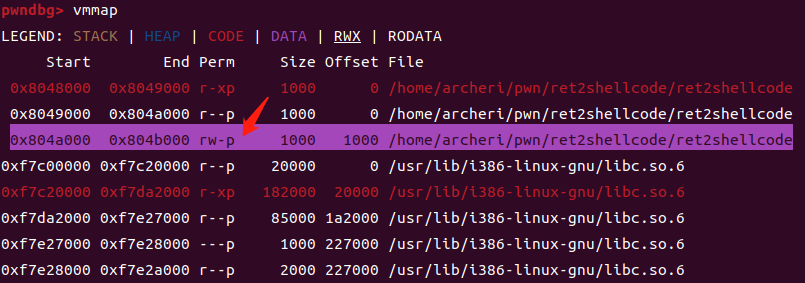 pwndbg> vmmap
LEGEND: STACK | HEAP | CODE | DATA | RWX | RODATA
Start End Perm Size Offset File
0x8048000 0x8049000 r-xp 1000 0 /home/archeri/pwn/ret2shellcode/ret2shellcode
0x8049000 0x804a000 r--p 1000 0 /home/archeri/pwn/ret2shellcode/ret2shellcode
0x804a000 0x804b000 rw-p 1000 1000 /home/archeri/pwn/ret2shellcode/ret2shellcode
0xf7c00000 0xf7c20000 r--p 20000 0 /usr/lib/i386-linux-gnu/libc.so.6
0xf7c20000 0xf7da2000 r-xp 182000 20000 /usr/lib/i386-linux-gnu/libc.so.6
0xf7da2000 0xf7e27000 r--p 85000 1a2000 /usr/lib/i386-linux-gnu/libc.so.6
0xf7e27000 0xf7e28000 ---p 1000 227000 /usr/lib/i386-linux-gnu/libc.so.6
0xf7e28000 0xf7e2a000 r--p 2000 227000 /usr/lib/i386-linux-gnu/libc.so.6